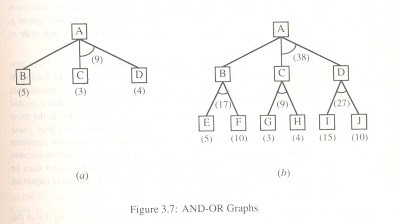 A A
(9) (38)
B C D B C D
(5) (3) (4) (17) (9) (27)
E F G H I J
(5) (10) (3) (4) (15) (10)
(a) (b)
Figure 3.7: AND-OR Graphs